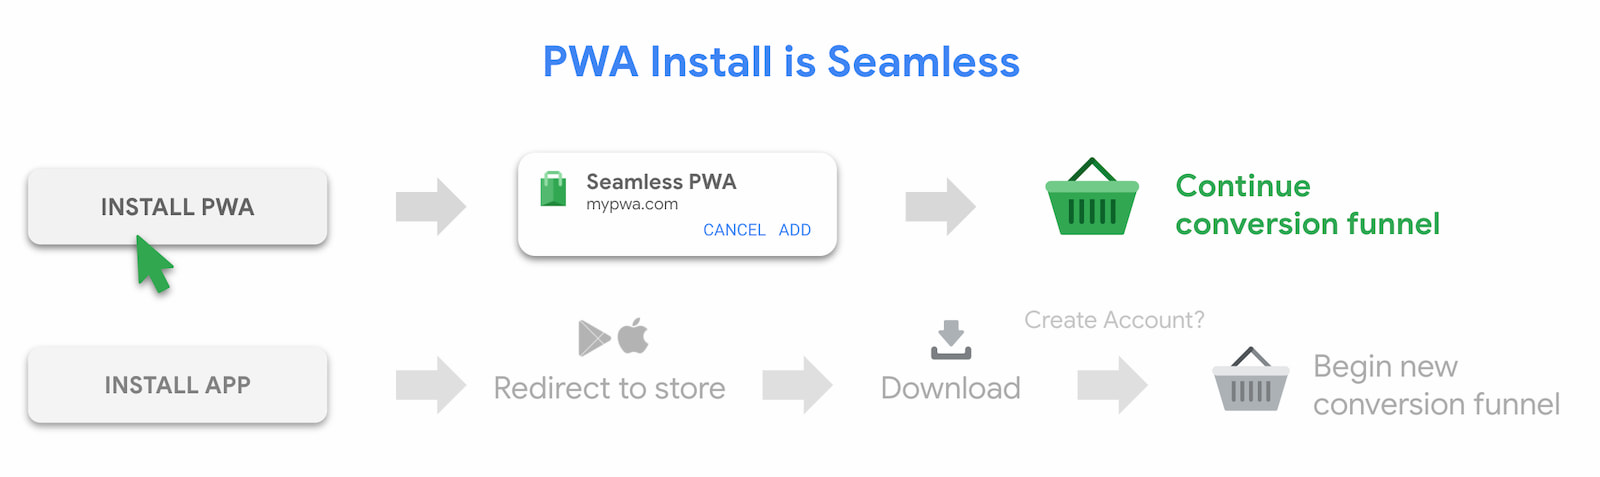 PWA Install is Seamless
INSTALL PWA
Seamless PWA
mypwa.com
CANCEL ADD
Continue
conversion funnel
INSTALL APP
Redirect to store
Download
Create Account?
Begin new
conversion funnel